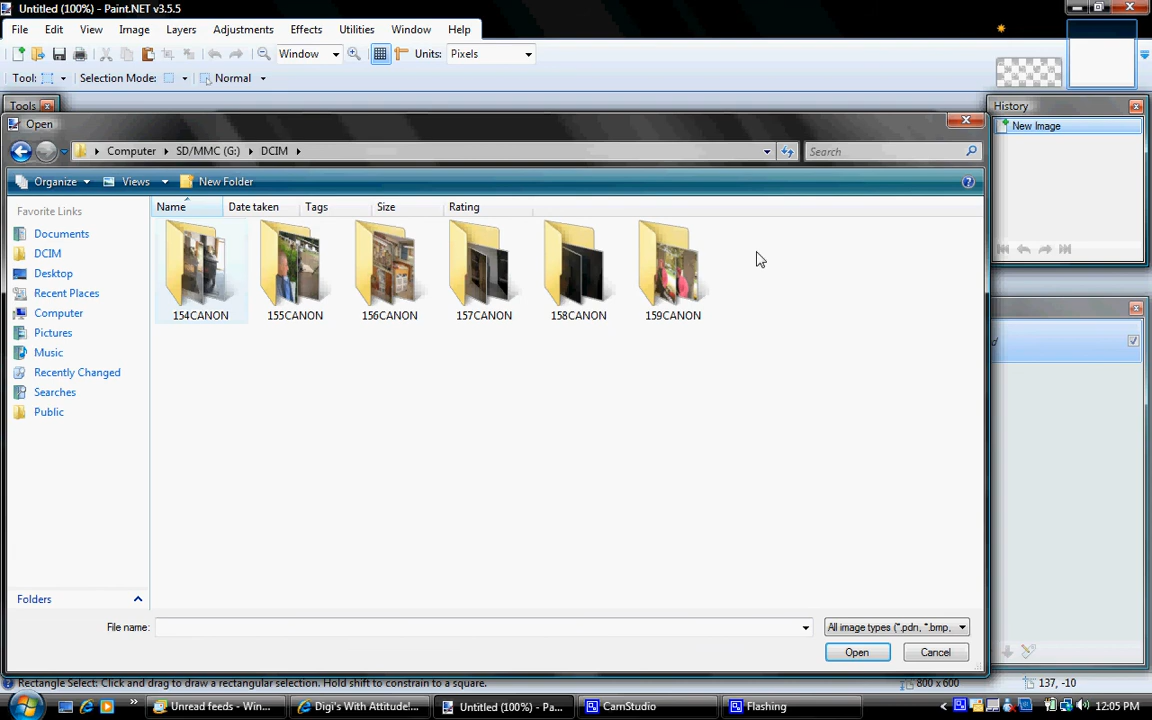 Untitled (100%) - Paint.NET v3.5.5
File Edit View Image Layers Adjustments Effects Utilities Window Help
Window Units: Pixels
Tool: Selection Mode: Normal
Tools
History
New Image
Open
Computer SD/MMC (G:) DCIM Search
Organize Views New Folder
Favorite Links
Documents
DCIM
Desktop
Recent Places
Computer
Pictures
Music
Recently Changed
Searches
Public
Folders
Name Date taken Tags Size Rating
154CANON 155CANON 156CANON 157CANON 158CANON 159CANON
File name: All image types (*.pdn, *.bmp,
Open Cancel
Rectangle Select: Click and drag to draw a rectangular selection. Hold shift to constrain to a square. 800 x 600 137, -10
Unread feeds - Win... Digi's With Attitude!... Untitled (100%) - Pa... CamStudio Flashing 12:05 PM